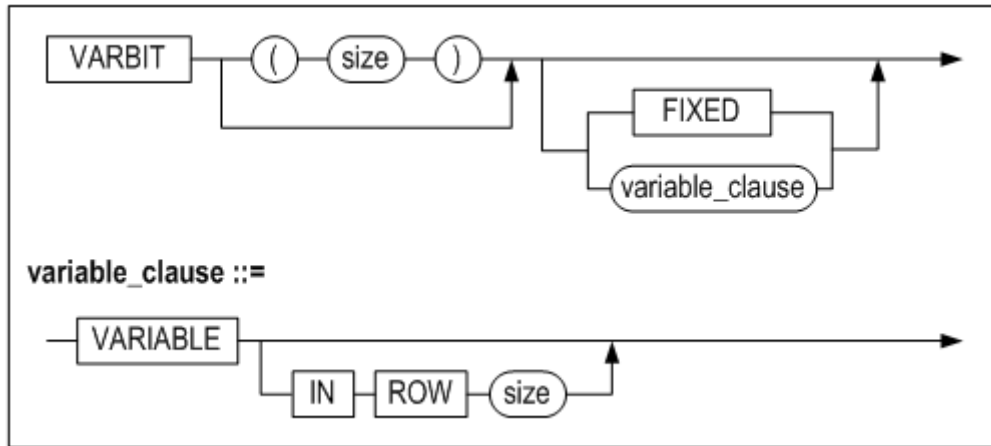 VARBIT ( size )
FIXED
variable_clause
variable_clause ::=
VARIABLE
IN ROW size